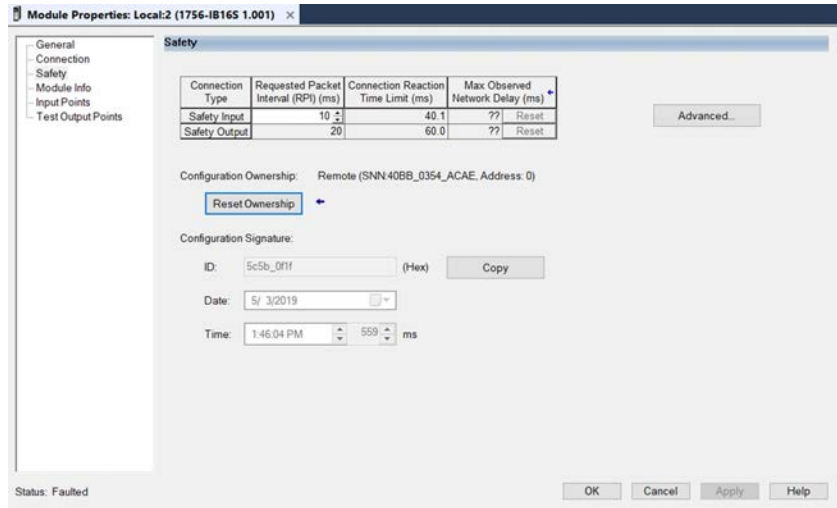 Module Properties: Local:2 (1756-IB16S 1.001) ×
General
Connection
Safety
Module Info
Input Points
Test Output Points
Safety
Connection Type
Requested Packet Interval (RPI) (ms)
Connection Reaction Time Limit (ms)
Max Observed Network Delay (ms)
Safety Input 10 40.1 ?? Reset
Safety Output 20 60.0 ?? Reset
Advanced...
Configuration Ownership: Remote (SNN:40BB_0354_ACAE, Address: 0)
Reset Ownership
Configuration Signature:
ID: 5c5b_0f1f (Hex) Copy
Date: 5/ 3/2019
Time: 1:46:04 PM 559 ms
Status: Faulted
OK Cancel Apply Help